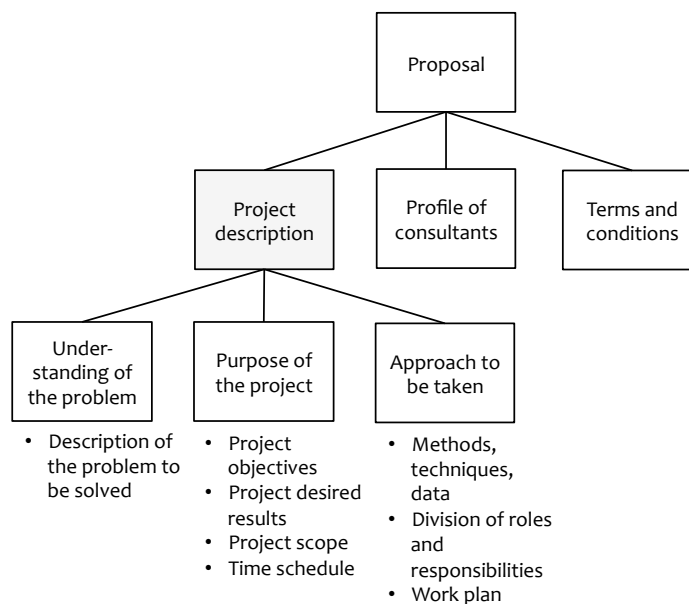 Proposal
Project
description
Profile of
consultants
Terms and
conditions
Under-
standing of
the problem
Purpose of
the project
Approach to
be taken
• Description of
the problem to
be solved
• Project
objectives
• Project desired
results
• Project scope
• Time schedule
• Methods,
techniques,
data
• Division of roles
and
responsibilities
• Work plan